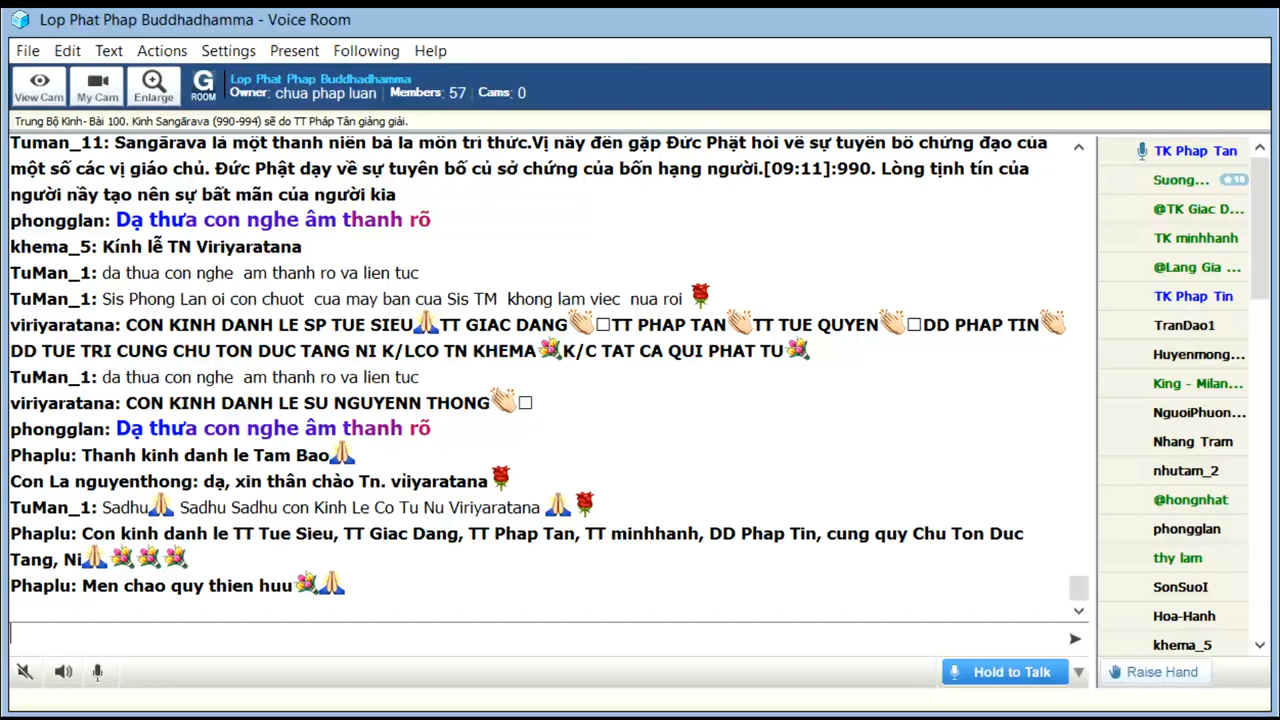 Lop Phat Phap Buddhadhamma - Voice Room
File Edit Text Actions Settings Present Following Help
View Cam My Cam Enlarge G ROOM
Lop Phat Phap Buddhadhamma
Owner: chua phap luan Members: 57 Cams: 0
Trung Bộ Kinh- Bài 100. Kinh Sangārava (990-994) sẽ do TT Pháp Tân giảng giải.
Tuman_11: Sangārava là một thanh niên bà la môn trí thức.Vị này đến gặp Đức Phật hỏi về sự tuyên bố chứng đạo của
một số các vị giáo chủ. Đức Phật dạy về sự tuyên bố củ sở chứng của bốn hạng người.[09:11]:990. Lòng tịnh tín của
người nầy tạo nên sự bất mãn của người kia
phongglan: Dạ thưa con nghe âm thanh rõ
khema_5: Kính lễ TN Viriyaratana
TuMan_1: da thua con nghe am thanh ro va lien tuc
TuMan_1: Sis Phong Lan oi con chuot cua may ban cua Sis TM khong lam viec nua roi
viriyaratana: CON KINH DANH LE SP TUE SIEU TT GIAC DANG TT PHAP TAN TT TUE QUYEN DD PHAP TIN
DD TUE TRI CUNG CHU TON DUC TANG NI K/LCO TN KHEMA K/C TAT CA QUI PHAT TU
TuMan_1: da thua con nghe am thanh ro va lien tuc
viriyaratana: CON KINH DANH LE SU NGUYENN THONG
phongglan: Dạ thưa con nghe âm thanh rõ
Phaplu: Thanh kinh danh le Tam Bao
Con La nguyenthong: dạ, xin thân chào Tn. viiyaratana
TuMan_1: Sadhu Sadhu Sadhu con Kinh Le Co Tu Nu Viriyaratana
Phaplu: Con kinh danh le TT Tue Sieu, TT Giac Dang, TT Phap Tan, TT minhhanh, DD Phap Tin, cung quy Chu Ton Duc
Tang, Ni
Phaplu: Men chao quy thien huu
TK Phap Tan
Suong... 10
@TK Giac D...
TK minhhanh
@Lang Gia ...
TK Phap Tin
TranDao1
Huyenmong...
King - Milan...
NguoiPhuon...
Nhang Tram
nhutam_2
@hongnhat
phongglan
thy lam
SonSuoI
Hoa-Hanh
khema_5
Hold to Talk
Raise Hand